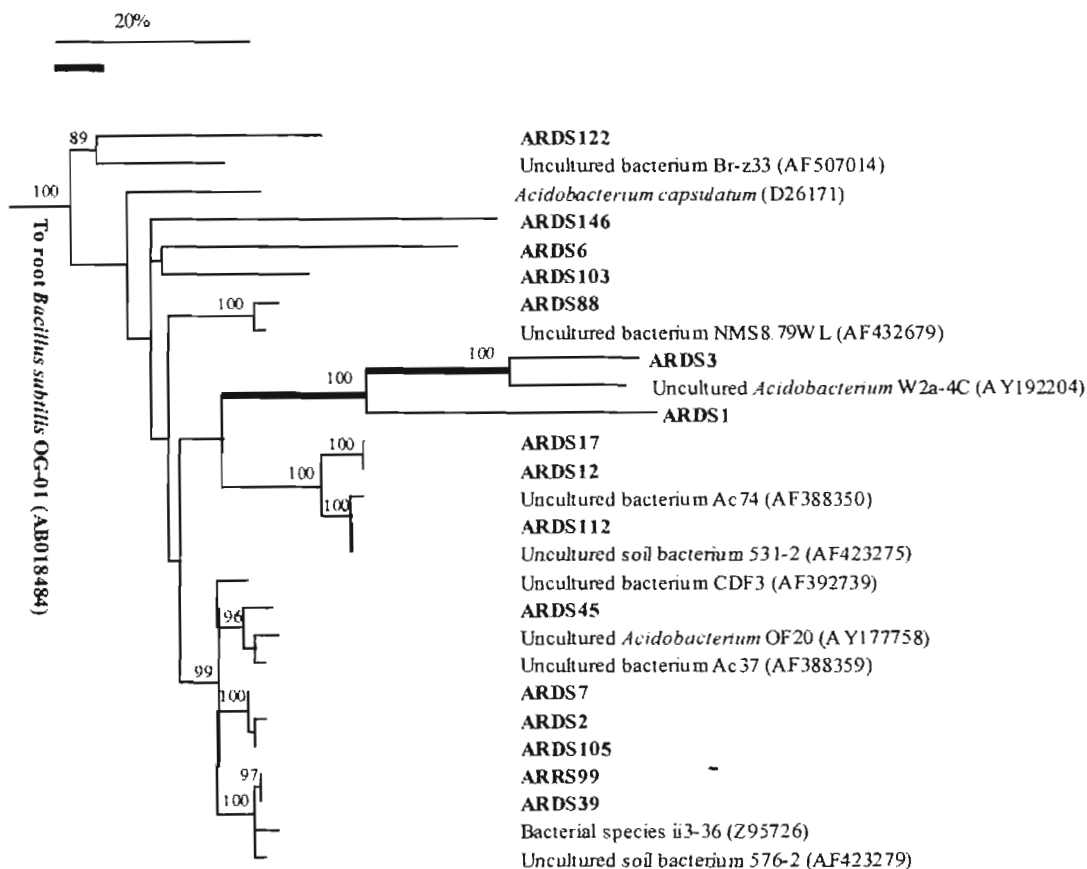 20%
89
ARDS122
Uncultured bacterium Br-z33 (AF507014)
100
Acidobacterium capsulatum (D26171)
To root Bacillus subtilis OG-01 (AB018484)
ARDS146
ARDS6
ARDS103
100
ARDS88
Uncultured bacterium NMS8.79WL (AF432679)
100
ARDS3
100
Uncultured Acidobacterium W2a-4C (AY192204)
ARDS1
100
ARDS17
100
ARDS12
Uncultured bacterium Ac74 (AF388350)
100
ARDS112
Uncultured soil bacterium 531-2 (AF423275)
Uncultured bacterium CDF3 (AF392739)
96
ARDS45
Uncultured Acidobacterium OF20 (AY177758)
99
Uncultured bacterium Ac37 (AF388359)
100
ARDS7
ARDS2
ARDS105
97
ARRS99
100
ARDS39
Bacterial species ii3-36 (Z95726)
Uncultured soil bacterium 576-2 (AF423279)